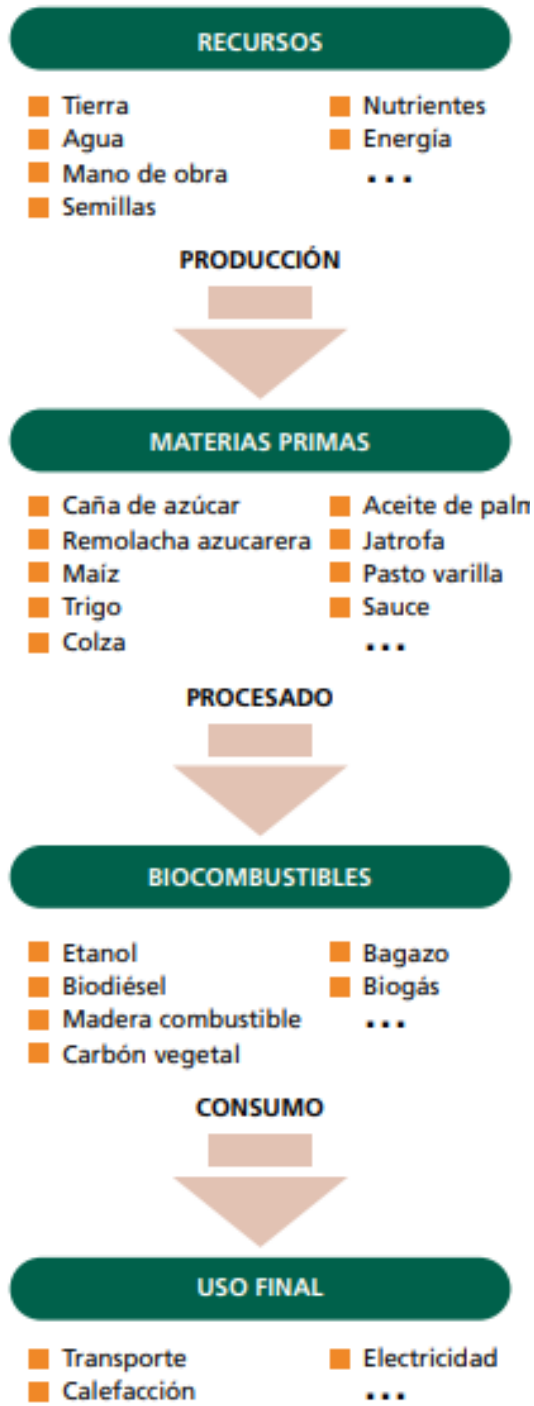 RECURSOS
Tierra
Agua
Mano de obra
Semillas
Nutrientes
Energía
...
PRODUCCIÓN
MATERIAS PRIMAS
Caña de azúcar
Remolacha azucarera
Maíz
Trigo
Colza
Aceite de palm
Jatrofa
Pasto varilla
Sauce
...
PROCESADO
BIOCOMBUSTIBLES
Etanol
Biodiésel
Madera combustible
Carbón vegetal
Bagazo
Biogás
...
CONSUMO
USO FINAL
Transporte
Calefacción
Electricidad
...